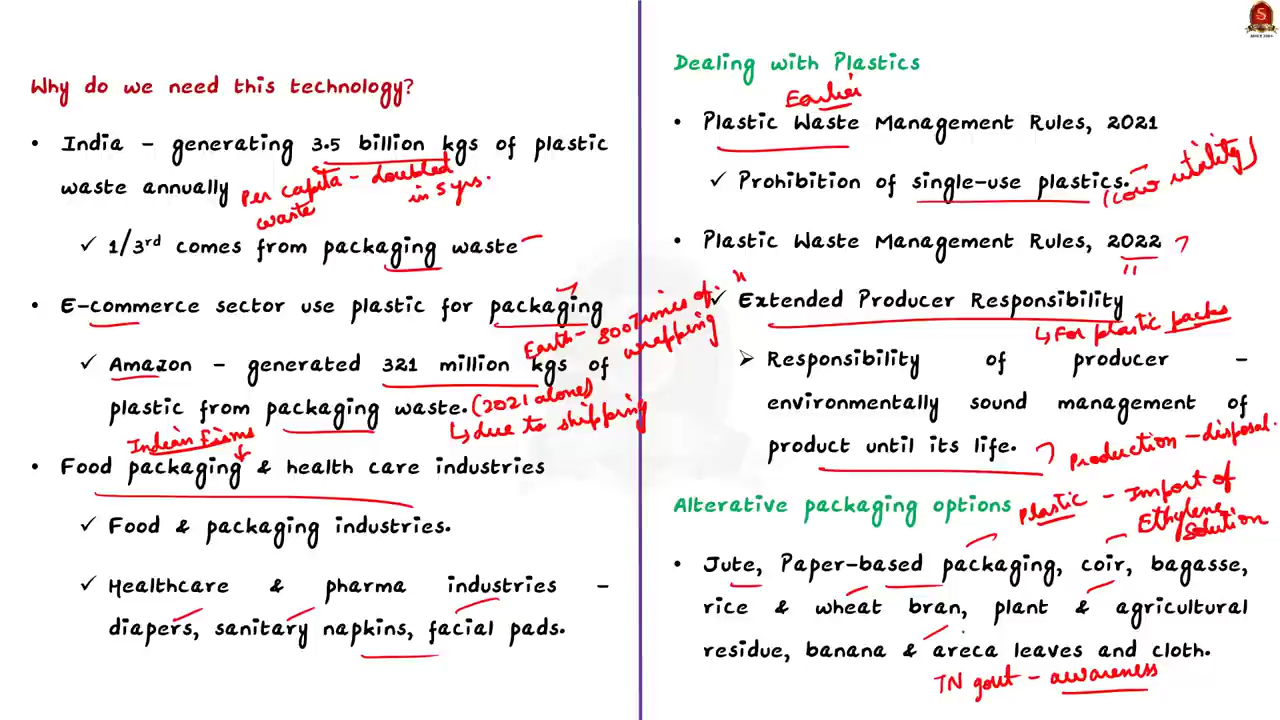 Why do we need this technology?
• India - generating 3.5 billion kgs of plastic
waste annually
Per capita - doubled
waste
in 5 yrs.
✓ 1/3rd comes from packaging waste
• E-commerce sector use plastic for packaging
Earth - 800 times of
wrapping
✓ Amazon - generated 321 million kgs of
plastic from packaging waste. (2021 alone)
↳ due to shipping
Indian Firms
• Food packaging & health care industries
✓ Food & packaging industries.
✓ Healthcare & pharma industries -
diapers, sanitary napkins, facial pads.
Dealing with Plastics
Earlier
• Plastic Waste Management Rules, 2021
✓ Prohibition of single-use plastics.
(low utility)
• Plastic Waste Management Rules, 2022
✓ Extended Producer Responsibility
↳ For plastic packs
➤ Responsibility of producer -
environmentally sound management of
product until its life.
Production - disposal.
Alterative packaging options
Plastic - Import of
Ethylene
Solution
• Jute, Paper-based packaging, coir, bagasse,
rice & wheat bran, plant & agricultural
residue, banana & areca leaves and cloth.
TN govt - awareness
S
SINCE 2004